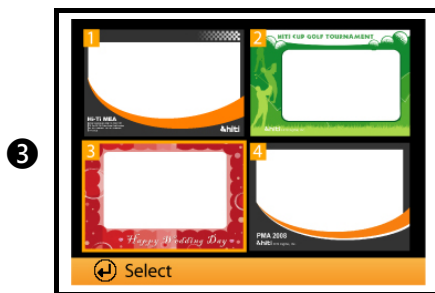 ❸
1
2
HITI CUP GOLF TOURNAMENT
Hi-Ti MEA
&hiti
&hiti
3
4
Happy Wedding Day
PMA 2008
&hiti
Select